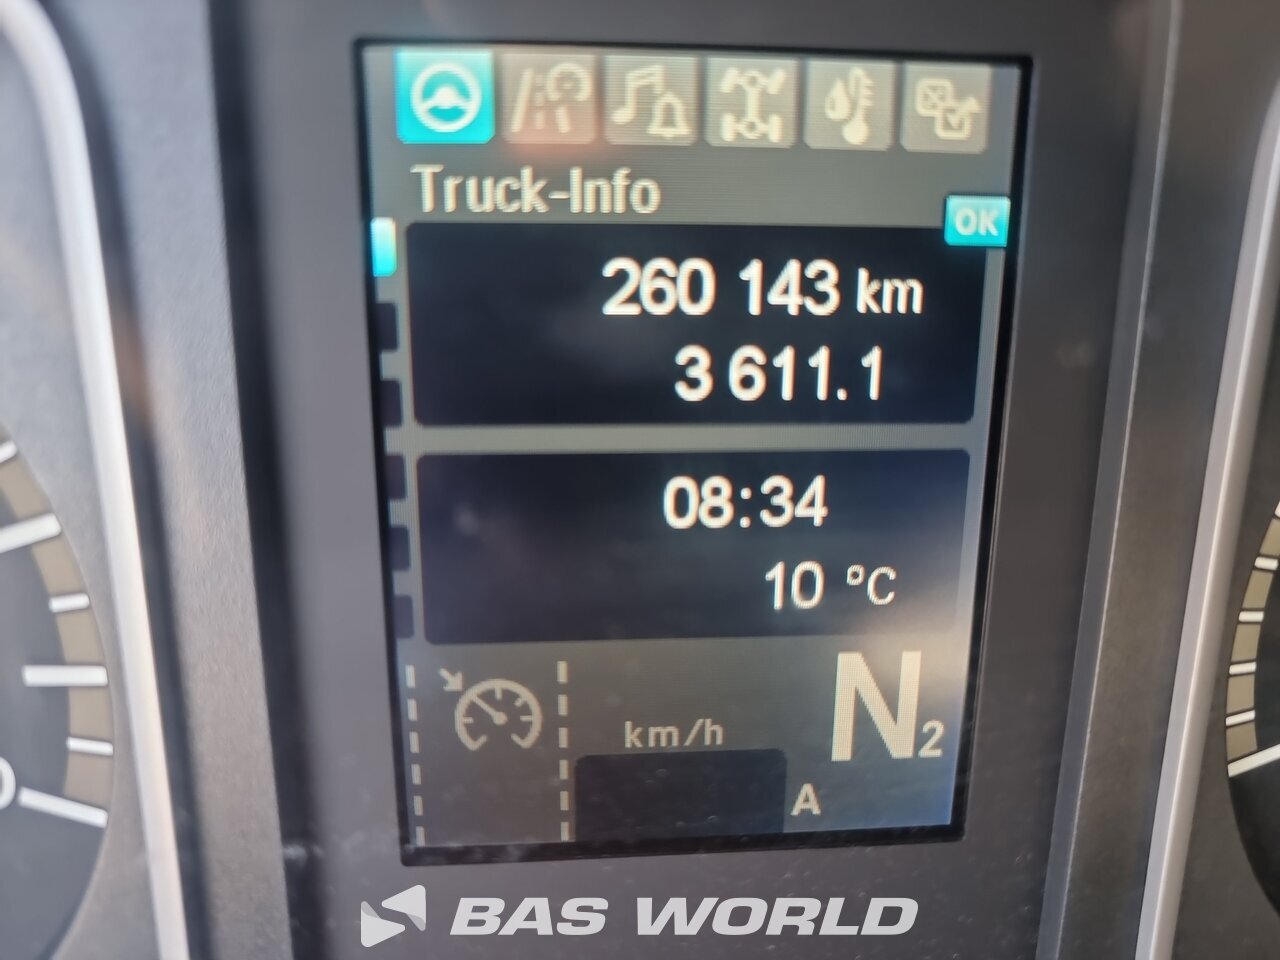 Truck-Info
OK
260 143 km
3 611.1
08:34
10 °C
N2
km/h
A
BAS WORLD